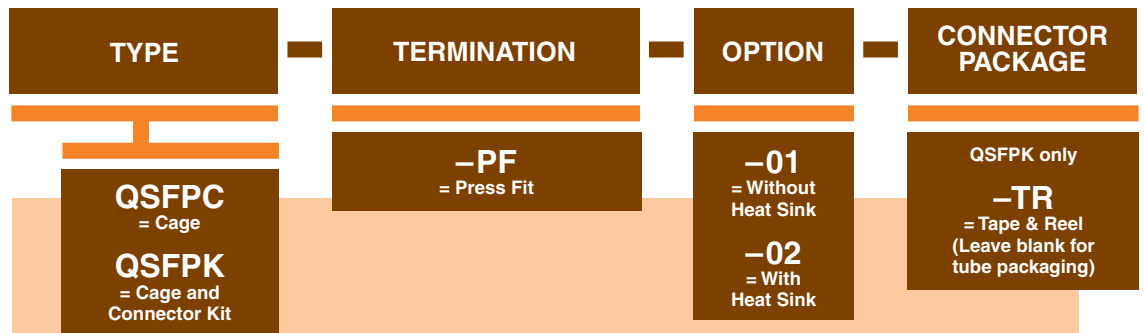 TYPE
TERMINATION
OPTION
CONNECTOR
PACKAGE
QSFPC
= Cage
QSFPK
= Cage and
Connector Kit
–PF
= Press Fit
–01
= Without
Heat Sink
–02
= With
Heat Sink
QSFPK only
–TR
= Tape & Reel
(Leave blank for
tube packaging)